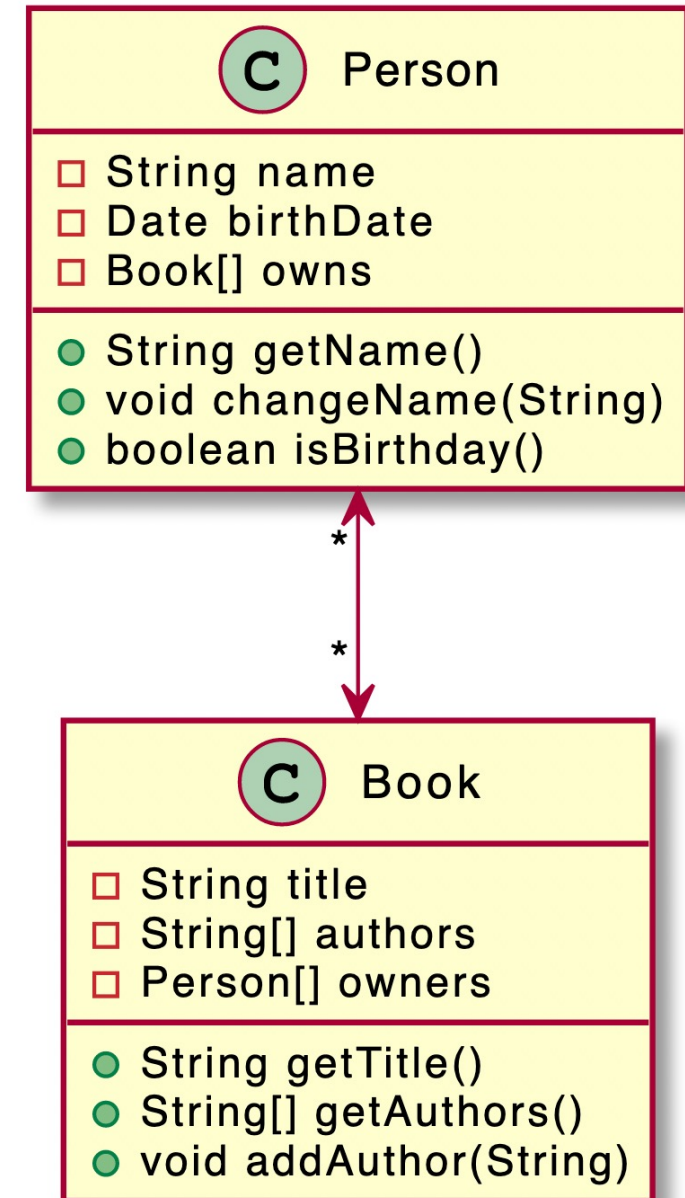 C Person
String name
Date birthDate
Book[] owns
String getName()
void changeName(String)
boolean isBirthday()
*
*
C Book
String title
String[] authors
Person[] owners
String getTitle()
String[] getAuthors()
void addAuthor(String)